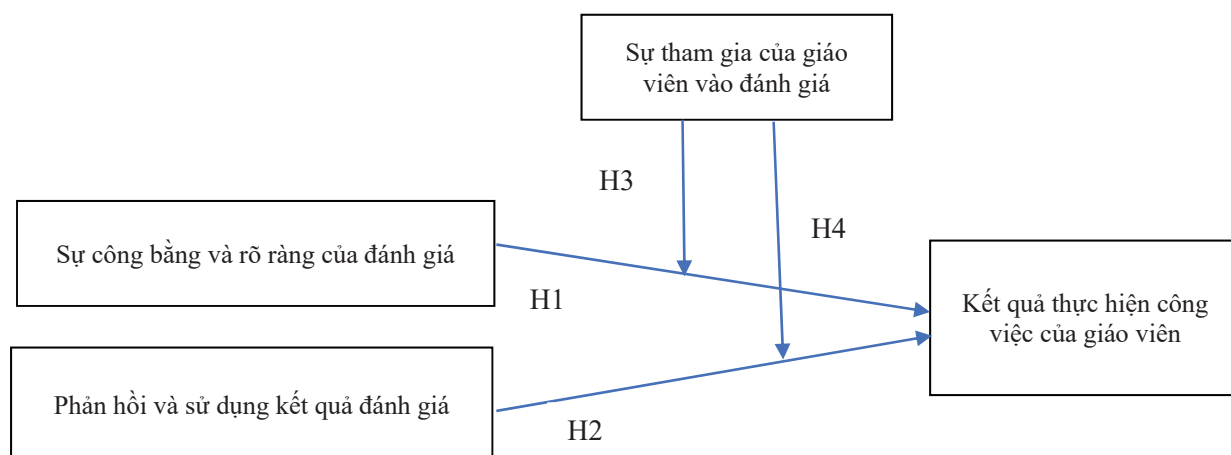 Sự tham gia của giáo
viên vào đánh giá
H3
H4
Sự công bằng và rõ ràng của đánh giá
H1
Kết quả thực hiện công
việc của giáo viên
Phản hồi và sử dụng kết quả đánh giá
H2